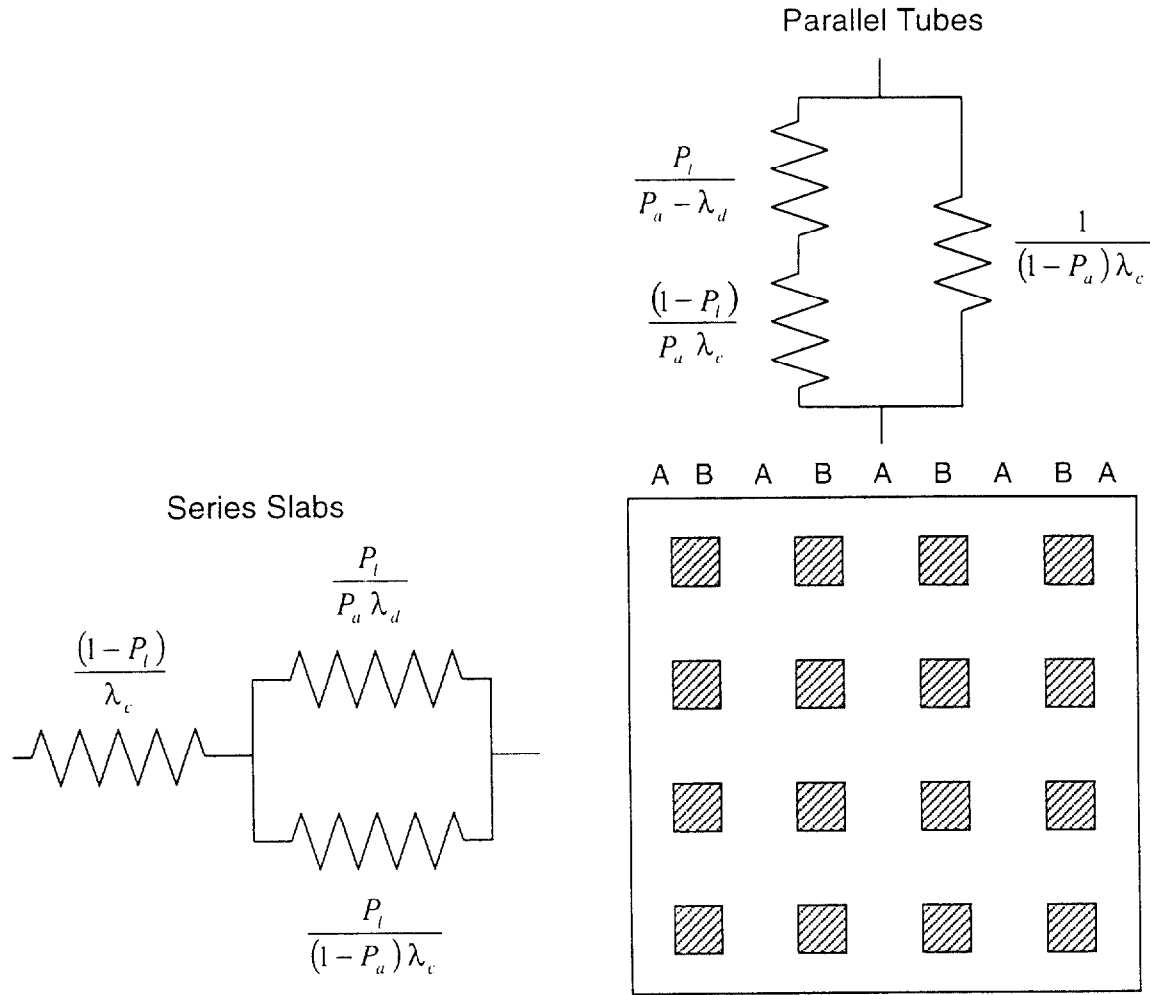 Parallel Tubes
P_l / (P_a − λ_d)
1 / ((1 − P_a) λ_c)
(1 − P_l) / (P_a λ_c)
A B A B A B A B A
Series Slabs
P_l / (P_a λ_d)
(1 − P_l) / λ_c
P_l / ((1 − P_a) λ_c)